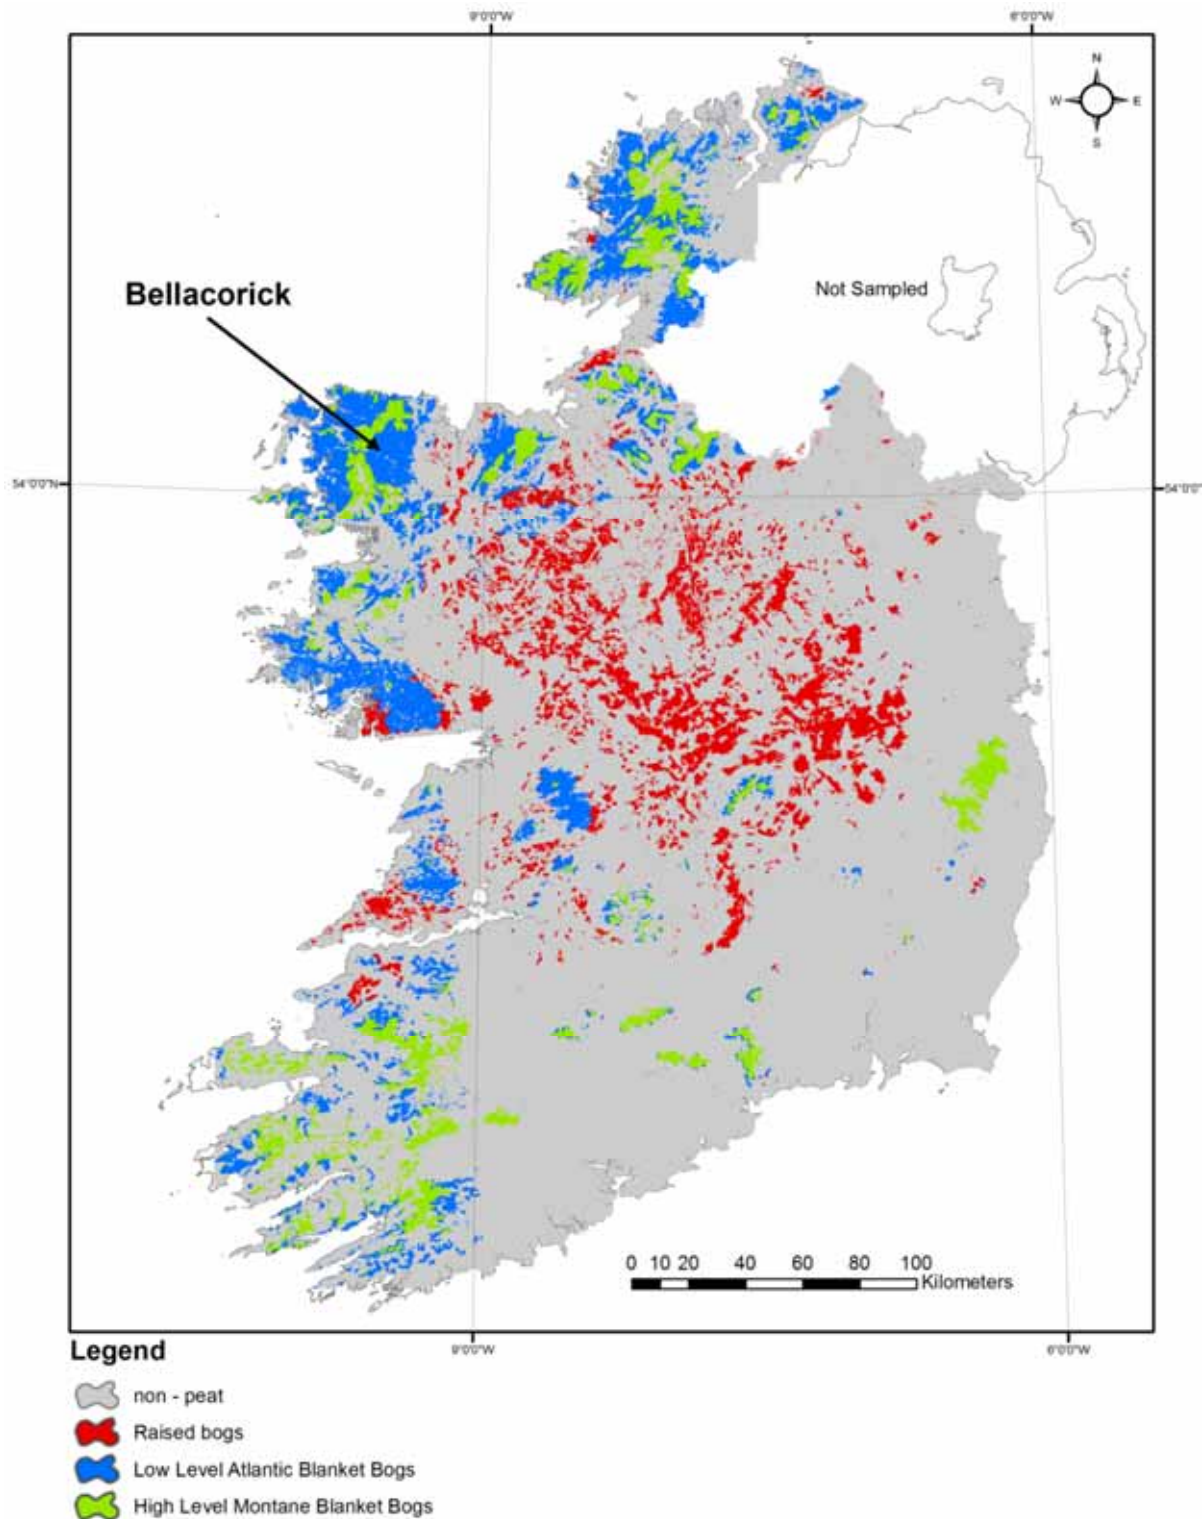 9°0'0"W
6°0'0"W
N
W
E
S
Bellacorick
Not Sampled
54°0'0"N
54°0'0"
0 10 20 40 60 80 100
Kilometers
9°0'0"W
6°0'0"W
Legend
non - peat
Raised bogs
Low Level Atlantic Blanket Bogs
High Level Montane Blanket Bogs